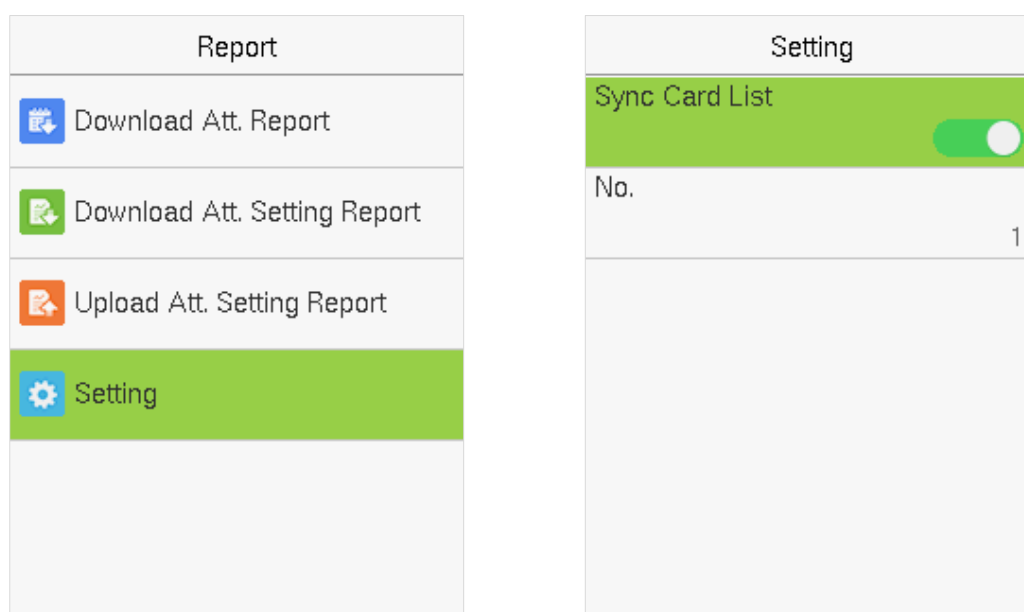 Report
Download Att. Report
Download Att. Setting Report
Upload Att. Setting Report
Setting
Setting
Sync Card List
No.
1